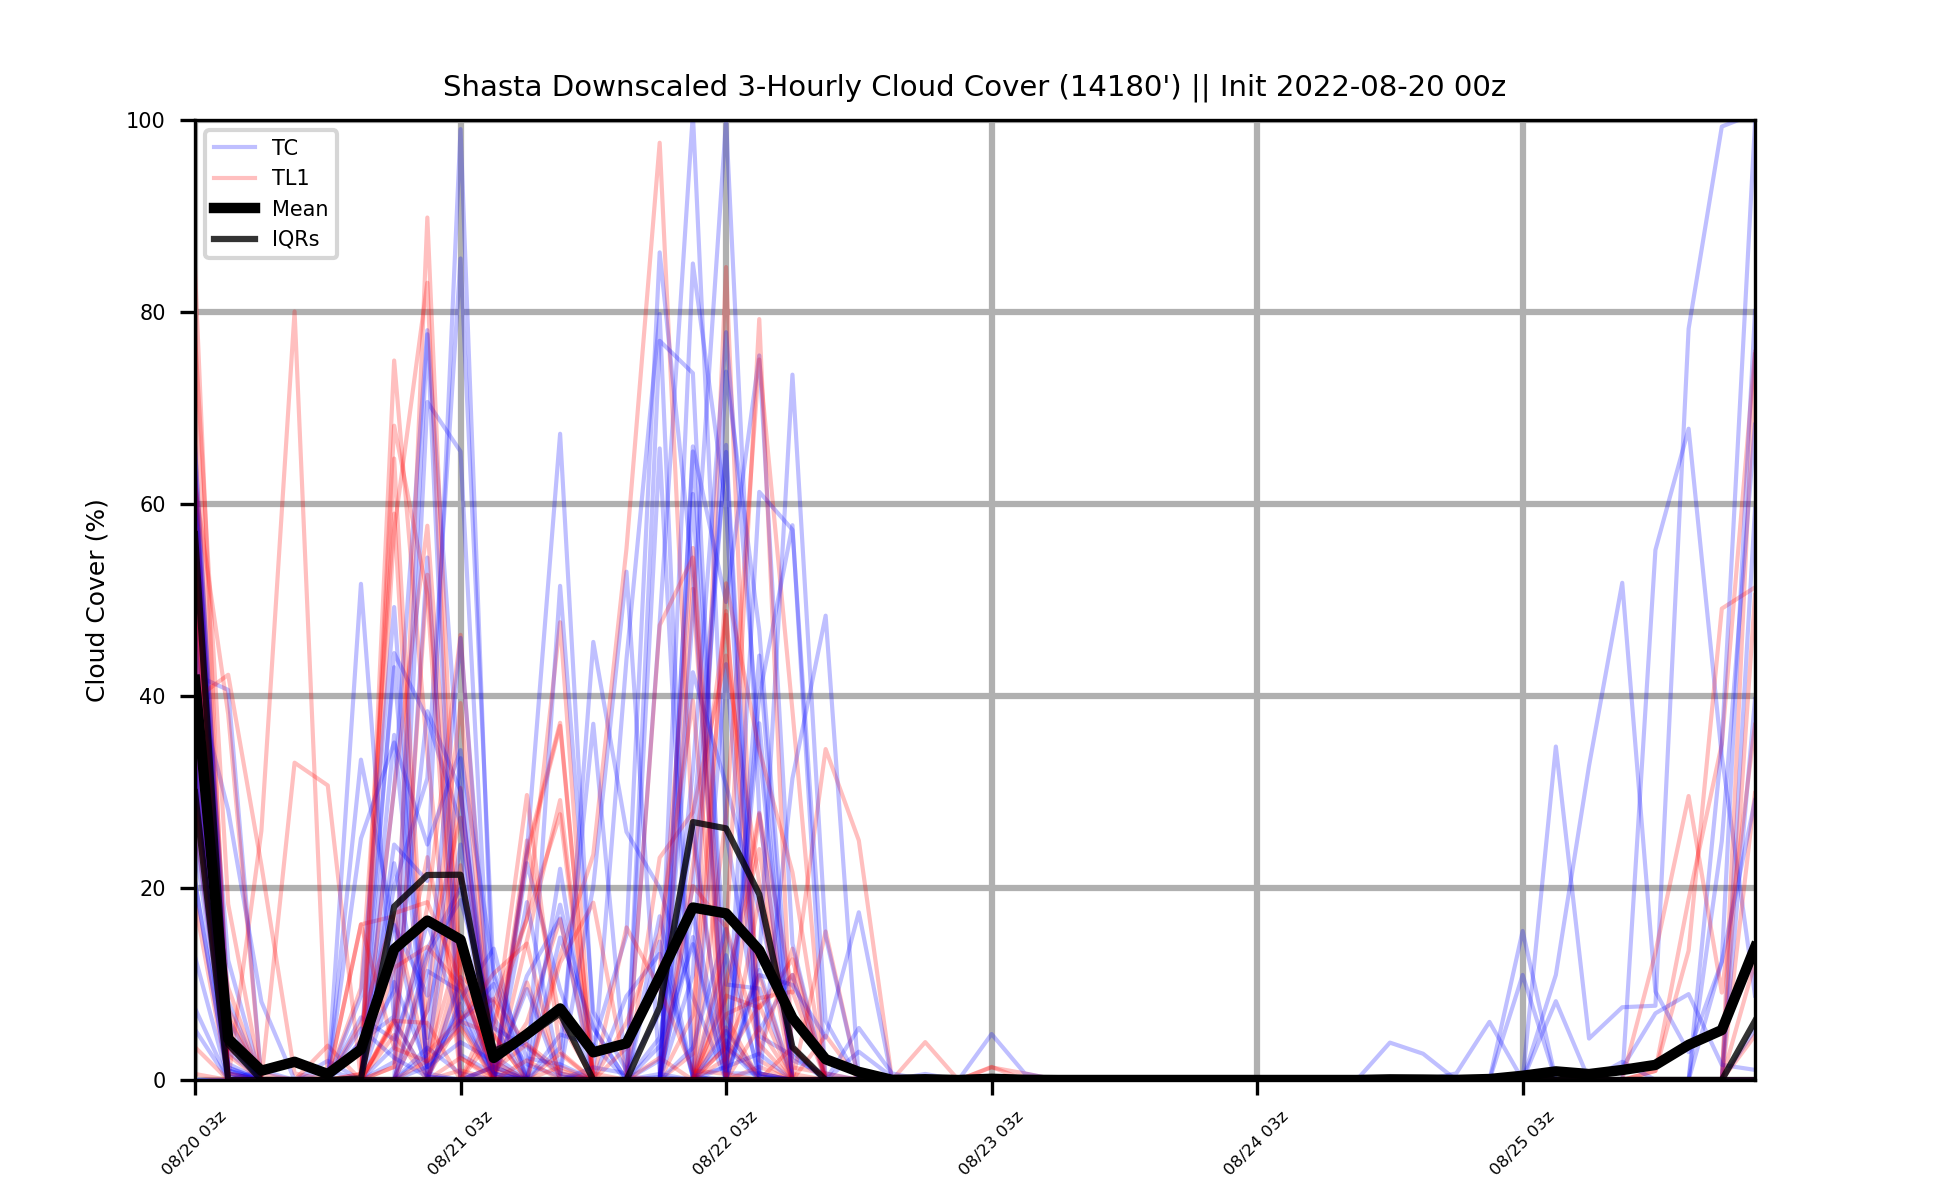 Shasta Downscaled 3-Hourly Cloud Cover (14180') || Init 2022-08-20 00z
Cloud Cover (%)
100
80
60
40
20
0
TC
TL1
Mean
IQRs
08/20 03z
08/21 03z
08/22 03z
08/23 03z
08/24 03z
08/25 03z